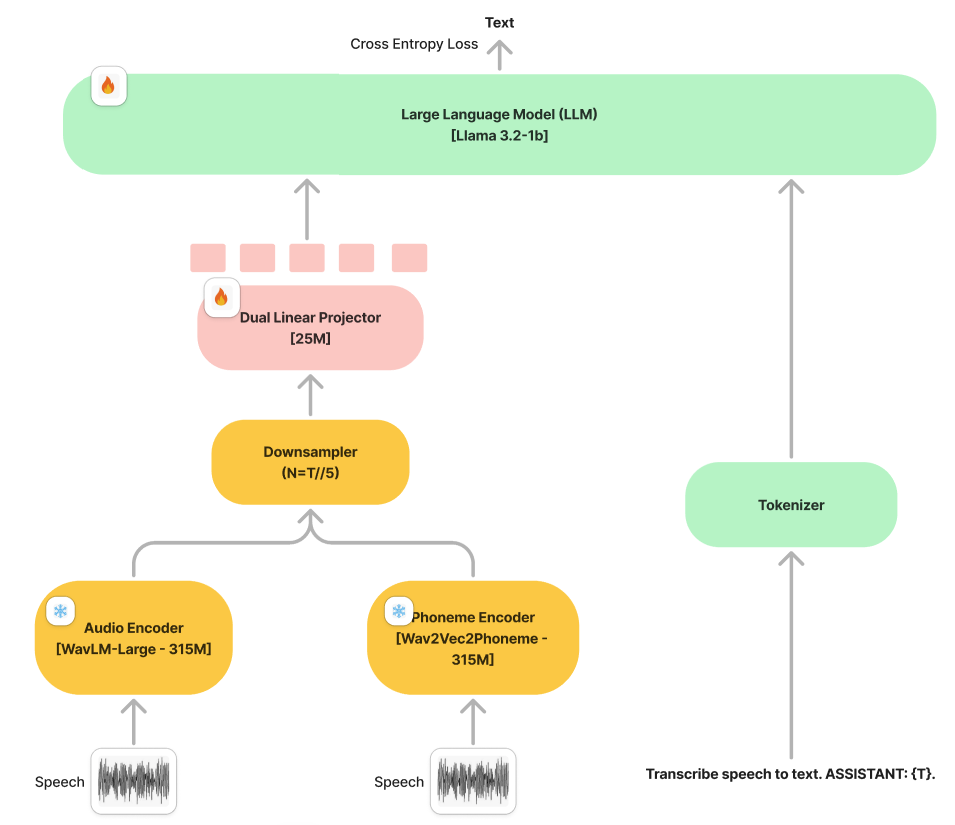 Text
Cross Entropy Loss
Large Language Model (LLM)
[Llama 3.2-1b]
Dual Linear Projector
[25M]
Downsampler
(N=T//5)
Tokenizer
Audio Encoder
[WavLM-Large - 315M]
Phoneme Encoder
[Wav2Vec2Phoneme -
315M]
Speech
Speech
Transcribe speech to text. ASSISTANT: {T}.